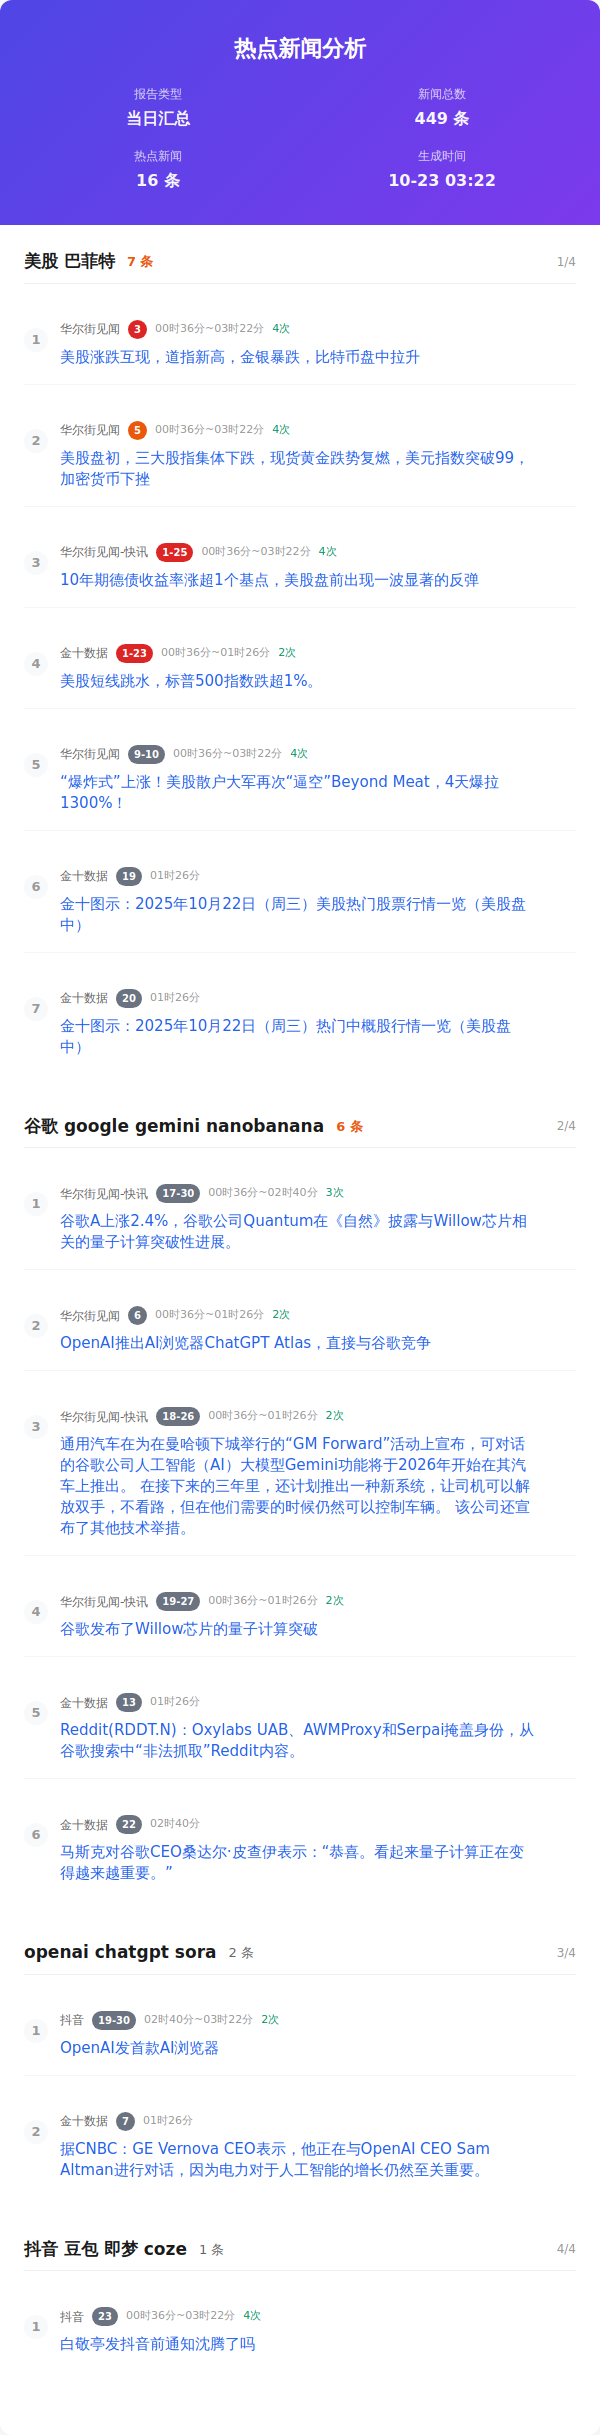 热点新闻分析
报告类型
当日汇总
新闻总数
449 条
热点新闻
16 条
生成时间
10-23 03:22
美股 巴菲特 7 条 1/4
1
华尔街见闻 3 00时36分~03时22分 4次
美股涨跌互现，道指新高，金银暴跌，比特币盘中拉升
2
华尔街见闻 5 00时36分~03时22分 4次
美股盘初，三大股指集体下跌，现货黄金跌势复燃，美元指数突破99，
加密货币下挫
3
华尔街见闻-快讯 1-25 00时36分~03时22分 4次
10年期德债收益率涨超1个基点，美股盘前出现一波显著的反弹
4
金十数据 1-23 00时36分~01时26分 2次
美股短线跳水，标普500指数跌超1%。
5
华尔街见闻 9-10 00时36分~03时22分 4次
“爆炸式”上涨！美股散户大军再次“逼空”Beyond Meat，4天爆拉
1300%！
6
金十数据 19 01时26分
金十图示：2025年10月22日（周三）美股热门股票行情一览（美股盘
中）
7
金十数据 20 01时26分
金十图示：2025年10月22日（周三）热门中概股行情一览（美股盘
中）
谷歌 google gemini nanobanana 6 条 2/4
1
华尔街见闻-快讯 17-30 00时36分~02时40分 3次
谷歌A上涨2.4%，谷歌公司Quantum在《自然》披露与Willow芯片相
关的量子计算突破性进展。
2
华尔街见闻 6 00时36分~01时26分 2次
OpenAI推出AI浏览器ChatGPT Atlas，直接与谷歌竞争
3
华尔街见闻-快讯 18-26 00时36分~01时26分 2次
通用汽车在为在曼哈顿下城举行的“GM Forward”活动上宣布，可对话
的谷歌公司人工智能（AI）大模型Gemini功能将于2026年开始在其汽
车上推出。 在接下来的三年里，还计划推出一种新系统，让司机可以解
放双手，不看路，但在他们需要的时候仍然可以控制车辆。 该公司还宣
布了其他技术举措。
4
华尔街见闻-快讯 19-27 00时36分~01时26分 2次
谷歌发布了Willow芯片的量子计算突破
5
金十数据 13 01时26分
Reddit(RDDT.N)：Oxylabs UAB、AWMProxy和Serpai掩盖身份，从
谷歌搜索中“非法抓取”Reddit内容。
6
金十数据 22 02时40分
马斯克对谷歌CEO桑达尔·皮查伊表示：“恭喜。看起来量子计算正在变
得越来越重要。”
openai chatgpt sora 2 条 3/4
1
抖音 19-30 02时40分~03时22分 2次
OpenAI发首款AI浏览器
2
金十数据 7 01时26分
据CNBC：GE Vernova CEO表示，他正在与OpenAI CEO Sam
Altman进行对话，因为电力对于人工智能的增长仍然至关重要。
抖音 豆包 即梦 coze 1 条 4/4
1
抖音 23 00时36分~03时22分 4次
白敬亭发抖音前通知沈腾了吗